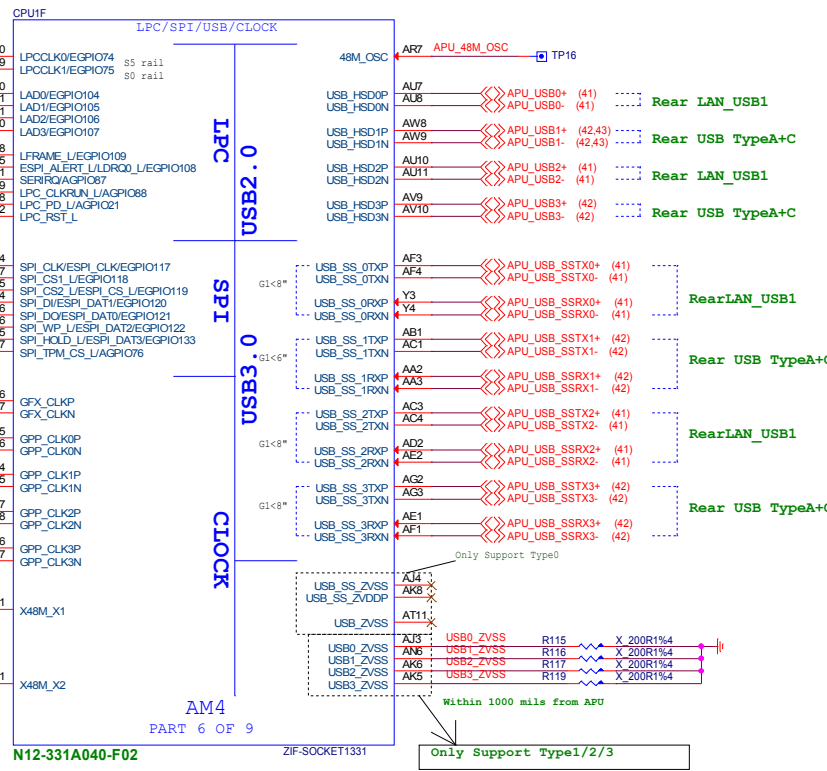 CPU1F
LPC/SPI/USB/CLOCK
LPCCLK0/EGPIO74
LPCCLK1/EGPIO75
S5 rail
S0 rail
LAD0/EGPIO104
LAD1/EGPIO105
LAD2/EGPIO106
LAD3/EGPIO107
LFRAME_L/EGPIO109
ESPI_ALERT_L/LDRQ0_L/EGPIO108
SERIRQ/AGPIO87
LPC_CLKRUN_L/AGPIO88
LPC_PD_L/AGPIO21
LPC_RST_L
SPI_CLK/ESPI_CLK/EGPIO117
SPI_CS1_L/EGPIO118
SPI_CS2_L/ESPI_CS_L/EGPIO119
SPI_DI/ESPI_DAT1/EGPIO120
SPI_DO/ESPI_DAT0/EGPIO121
SPI_WP_L/ESPI_DAT2/EGPIO122
SPI_HOLD_L/ESPI_DAT3/EGPIO133
SPI_TPM_CS_L/AGPIO76
GFX_CLKP
GFX_CLKN
GPP_CLK0P
GPP_CLK0N
GPP_CLK1P
GPP_CLK1N
GPP_CLK2P
GPP_CLK2N
GPP_CLK3P
GPP_CLK3N
X48M_X1
X48M_X2
LPC
SPI
CLOCK
USB2.0
USB3.0
48M_OSC AR7 APU_48M_OSC TP16
USB_HSD0P AU7 APU_USB0+ (41)
USB_HSD0N AU8 APU_USB0- (41)
Rear LAN_USB1
USB_HSD1P AW8 APU_USB1+ (42,43)
USB_HSD1N AW9 APU_USB1- (42,43)
Rear USB TypeA+C
USB_HSD2P AU10 APU_USB2+ (41)
USB_HSD2N AU11 APU_USB2- (41)
Rear LAN_USB1
USB_HSD3P AV9 APU_USB3+ (42)
USB_HSD3N AV10 APU_USB3- (42)
Rear USB TypeA+C
USB_SS_0TXP AF3 APU_USB_SSTX0+ (41)
USB_SS_0TXN AF4 APU_USB_SSTX0- (41)
G1<8"
USB_SS_0RXP Y3 APU_USB_SSRX0+ (41)
USB_SS_0RXN Y4 APU_USB_SSRX0- (41)
RearLAN_USB1
USB_SS_1TXP AB1 APU_USB_SSTX1+ (42)
USB_SS_1TXN AC1 APU_USB_SSTX1- (42)
G1<6"
USB_SS_1RXP AA2 APU_USB_SSRX1+ (42)
USB_SS_1RXN AA3 APU_USB_SSRX1- (42)
Rear USB TypeA+C
USB_SS_2TXP AC3 APU_USB_SSTX2+ (41)
USB_SS_2TXN AC4 APU_USB_SSTX2- (41)
G1<8"
USB_SS_2RXP AD2 APU_USB_SSRX2+ (41)
USB_SS_2RXN AE2 APU_USB_SSRX2- (41)
RearLAN_USB1
USB_SS_3TXP AG2 APU_USB_SSTX3+ (42)
USB_SS_3TXN AG3 APU_USB_SSTX3- (42)
G1<8"
USB_SS_3RXP AE1 APU_USB_SSRX3+ (42)
USB_SS_3RXN AF1 APU_USB_SSRX3- (42)
Rear USB TypeA+C
Only Support Type0
USB_SS_ZVSS AJ4
USB_SS_ZVDDP AK8
USB_ZVSS AT11
USB0_ZVSS AJ3 USB0_ZVSS R115 X_200R1%4
USB1_ZVSS AN6 USB1_ZVSS R116 X_200R1%4
USB2_ZVSS AK6 USB2_ZVSS R117 X_200R1%4
USB3_ZVSS AK5 USB3_ZVSS R119 X_200R1%4
Within 1000 mils from APU
AM4
PART 6 OF 9
N12-331A040-F02
ZIF-SOCKET1331
Only Support Type1/2/3